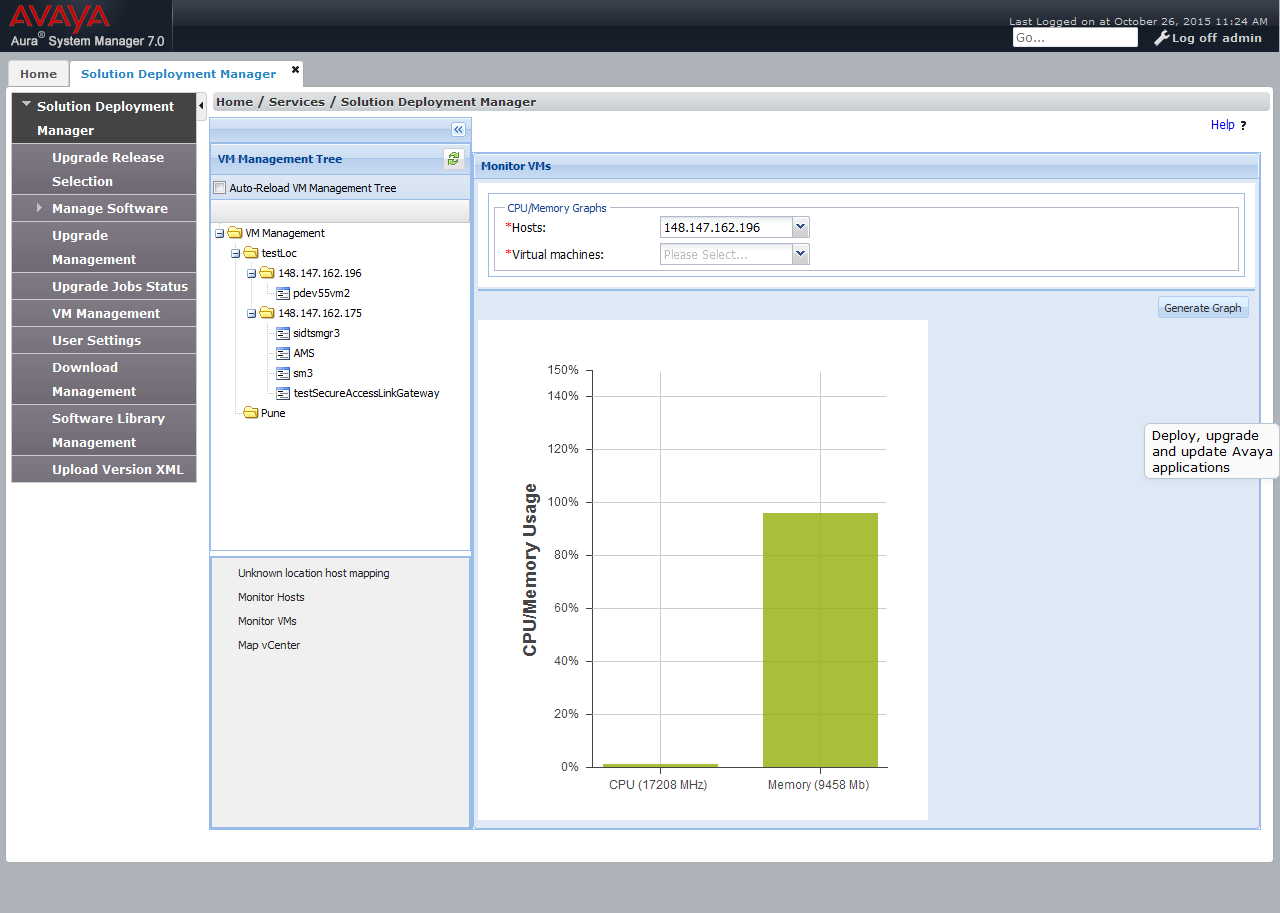 AVAYA
Aura® System Manager 7.0
Last Logged on at October 26, 2015 11:24 AM
Go...
Log off admin
Home
Solution Deployment Manager
Solution Deployment
Manager
Upgrade Release
Selection
Manage Software
Upgrade
Management
Upgrade Jobs Status
VM Management
User Settings
Download
Management
Software Library
Management
Upload Version XML
Home / Services / Solution Deployment Manager
Help ?
VM Management Tree
Auto-Reload VM Management Tree
VM Management
testLoc
148.147.162.196
pdev55vm2
148.147.162.175
sidtsmgr3
AMS
sm3
testSecureAccessLinkGateway
Pune
Unknown location host mapping
Monitor Hosts
Monitor VMs
Map vCenter
Monitor VMs
CPU/Memory Graphs
*Hosts:
148.147.162.196
*Virtual machines:
Please Select...
Generate Graph
CPU/Memory Usage
150%
140%
120%
100%
80%
60%
40%
20%
0%
CPU (17208 MHz)
Memory (9458 Mb)
Deploy, upgrade
and update Avaya
applications